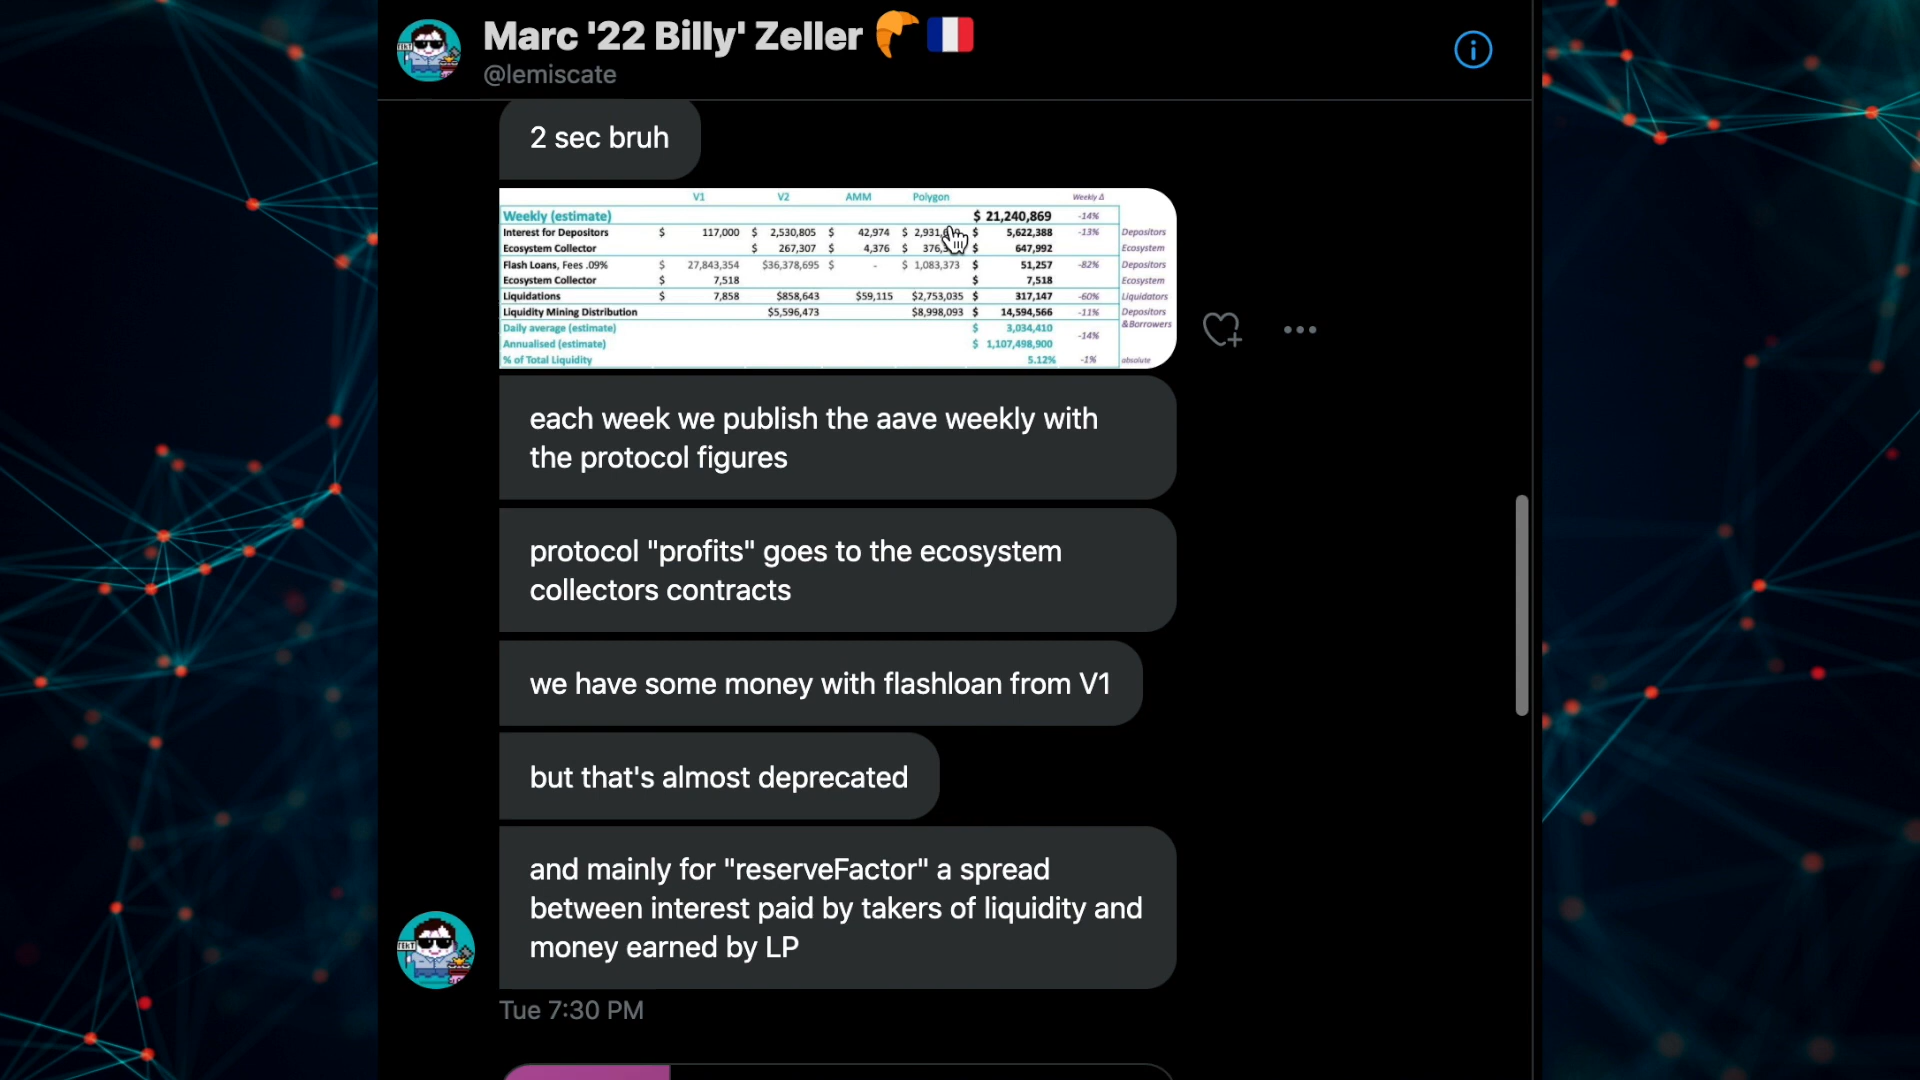 Marc '22 Billy' Zeller 🥐 🇫🇷
@lemiscate
2 sec bruh
V1 V2 AMM Polygon Weekly Δ
Weekly (estimate) $ 21,240,869 -14%
Interest for Depositors $ 117,000 $ 2,530,805 $ 42,974 $ 2,931, $ 5,622,388 -13% Depositors
Ecosystem Collector $ 267,307 $ 4,376 $ $ 647,992 Ecosystem
Flash Loans, Fees .09% $ 27,843,354 $36,378,695 $ - $ 1,083,373 $ 51,257 -82% Depositors
Ecosystem Collector $ 7,518 $ 7,518 Ecosystem
Liquidations $ 7,858 $858,643 $59,115 $2,753,035 $ 317,147 -60% Liquidators
Liquidity Mining Distribution $5,596,473 $8,998,093 $ 14,594,566 -11% Depositors
&Borrowers
Daily average (estimate) $ 3,034,410
-14%
Annualised (estimate) $ 1,107,498,900
% of Total Liquidity 5.12% -1% absolute
each week we publish the aave weekly with
the protocol figures
protocol "profits" goes to the ecosystem
collectors contracts
we have some money with flashloan from V1
but that's almost deprecated
and mainly for "reserveFactor" a spread
between interest paid by takers of liquidity and
money earned by LP
Tue 7:30 PM